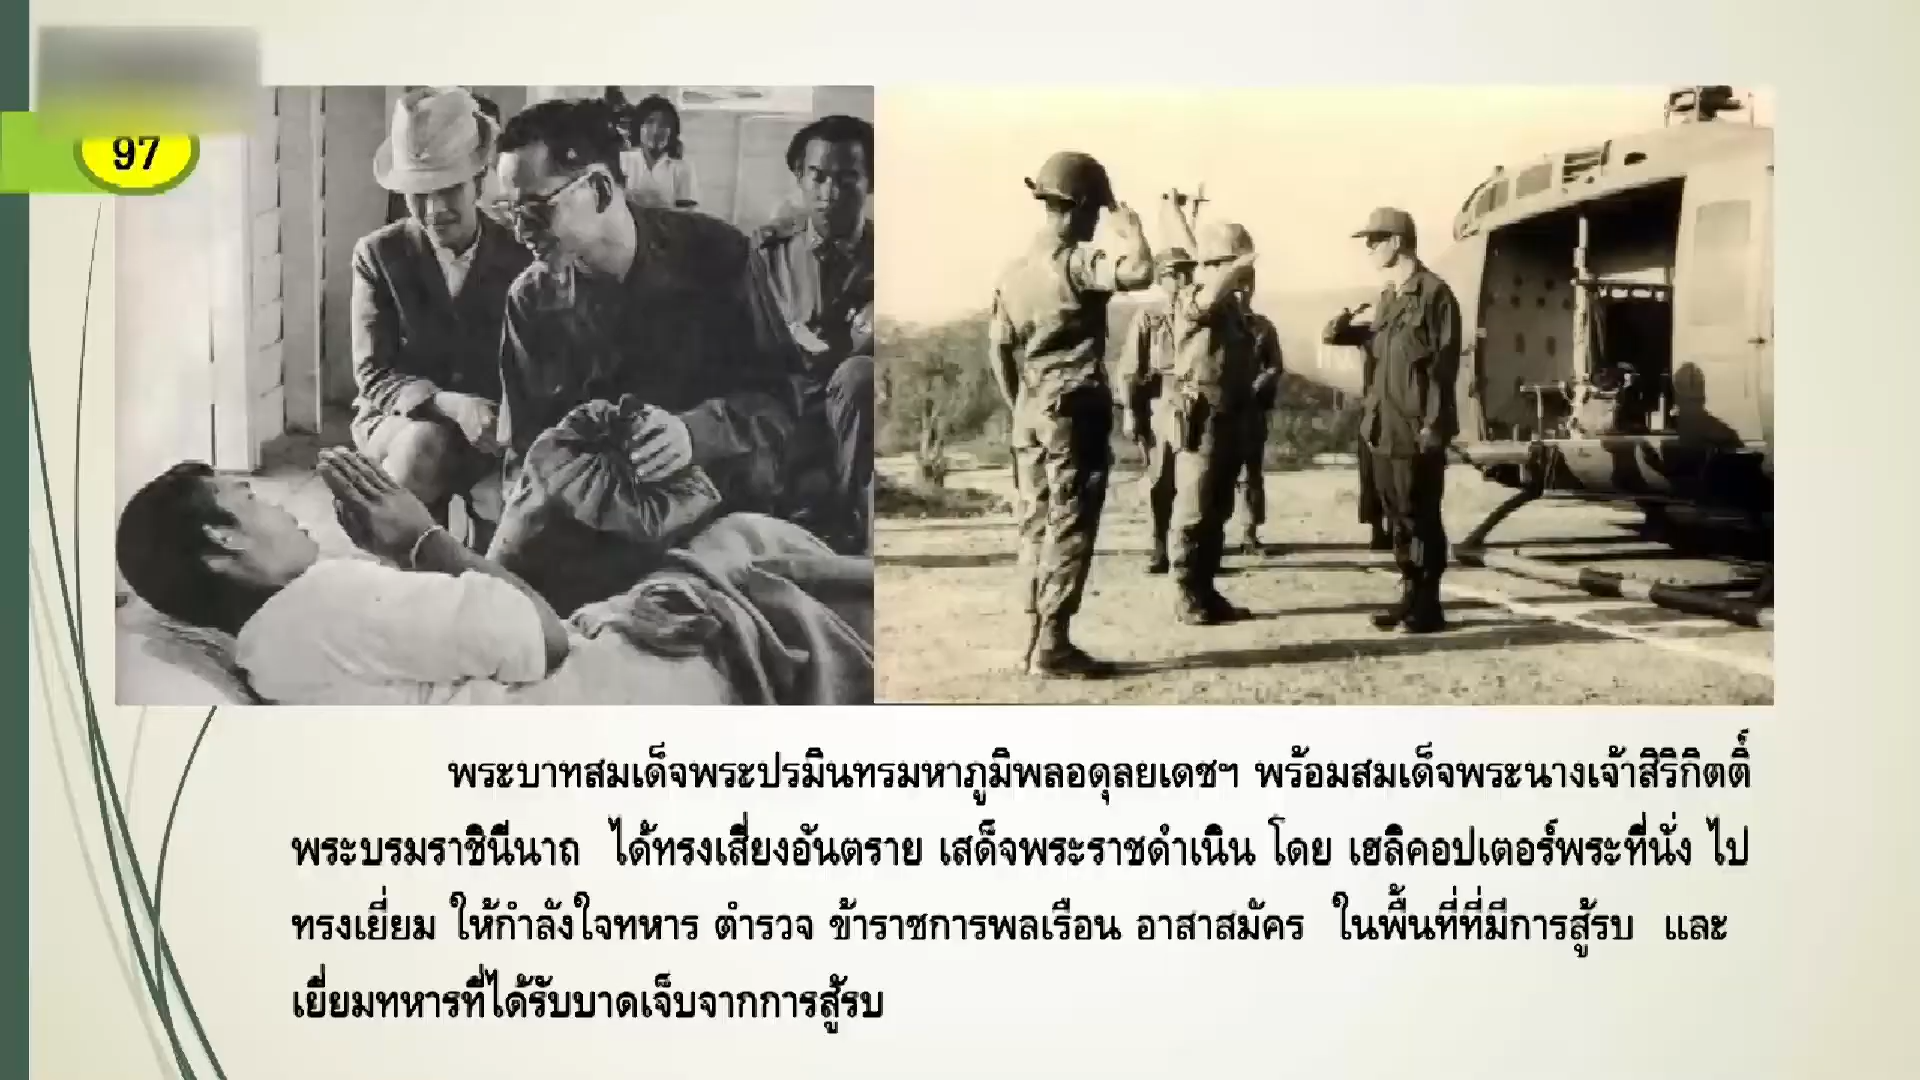 97
พระบาทสมเด็จพระปรมินทรมหาภูมิพลอดุลยเดชฯ พร้อมสมเด็จพระนางเจ้าสิริกิตติ์
พระบรมราชินีนาถ ได้ทรงเสี่ยงอันตราย เสด็จพระราชดำเนิน โดย เฮลิคอปเตอร์พระที่นั่ง ไป
ทรงเยี่ยม ให้กำลังใจทหาร ตำรวจ ข้าราชการพลเรือน อาสาสมัคร ในพื้นที่ที่มีการสู้รบ และ
เยี่ยมทหารที่ได้รับบาดเจ็บจากการสู้รบ